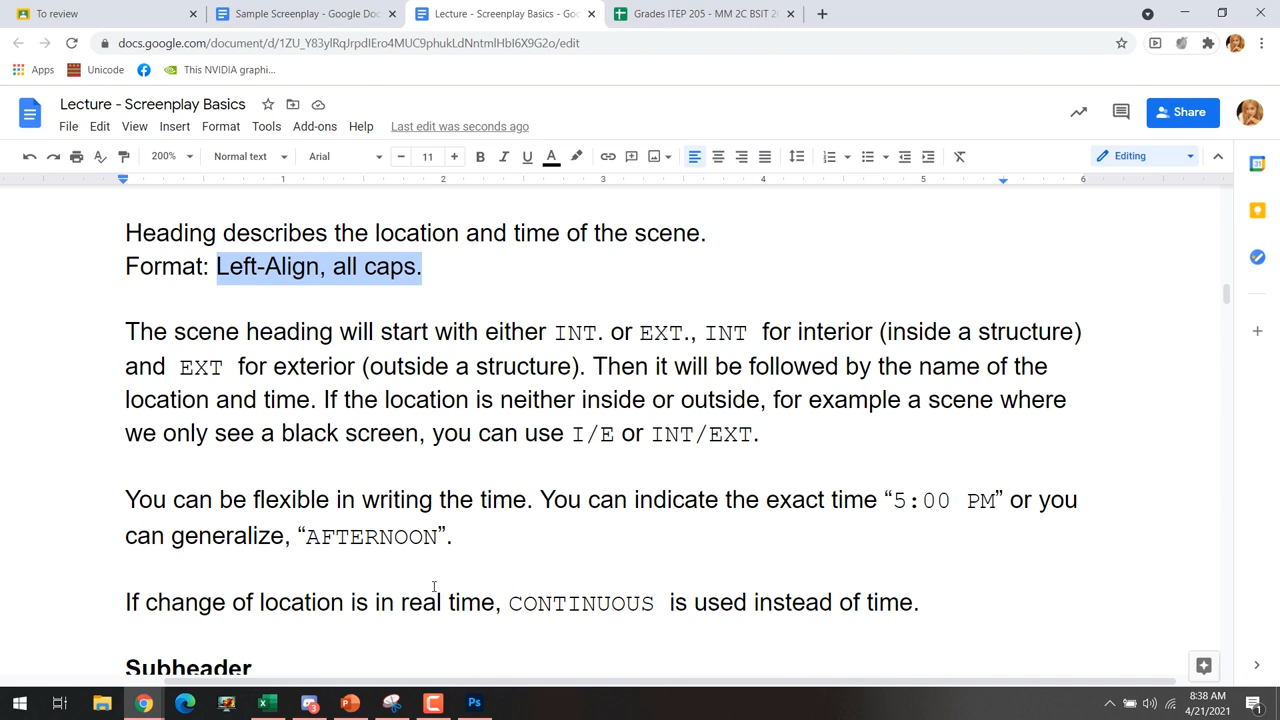 To review
Sample Screenplay - Google Doc
Lecture - Screenplay Basics - Goo
Grades ITEP 205 - MM 2C BSIT 20
docs.google.com/document/d/1ZU_Y83ylRqJrpdIEro4MUC9phukLdNntmlHbI6X9G2o/edit
Apps
Unicode
This NVIDIA graphi...
Lecture - Screenplay Basics
File Edit View Insert Format Tools Add-ons Help Last edit was seconds ago
Share
200% Normal text Arial 11 Editing
1 2 3 4 5 6
Heading describes the location and time of the scene.
Format: Left-Align, all caps.
The scene heading will start with either INT. or EXT., INT for interior (inside a structure)
and EXT for exterior (outside a structure). Then it will be followed by the name of the
location and time. If the location is neither inside or outside, for example a scene where
we only see a black screen, you can use I/E or INT/EXT.
You can be flexible in writing the time. You can indicate the exact time “5:00 PM” or you
can generalize, “AFTERNOON”.
If change of location is in real time, CONTINUOUS is used instead of time.
Subheader
8:38 AM
4/21/2021